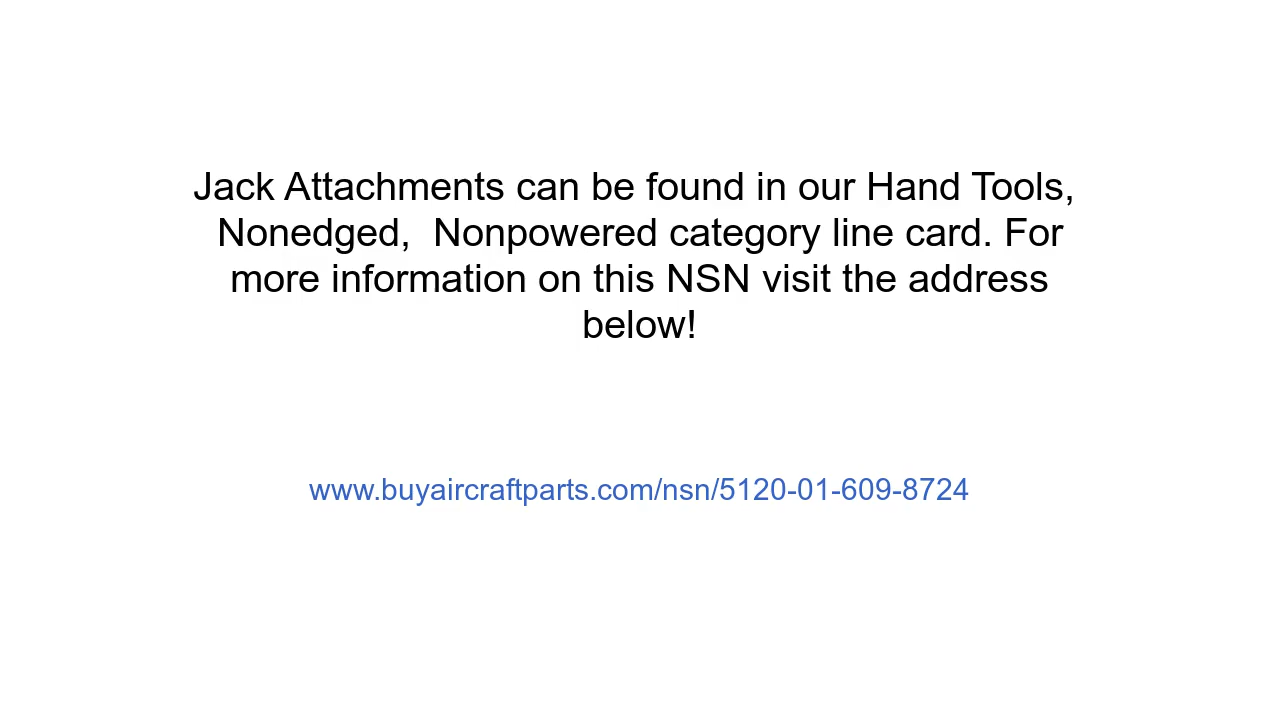 Jack Attachments can be found in our Hand Tools,
Nonedged,  Nonpowered category line card. For
more information on this NSN visit the address
below!
www.buyaircraftparts.com/nsn/5120-01-609-8724